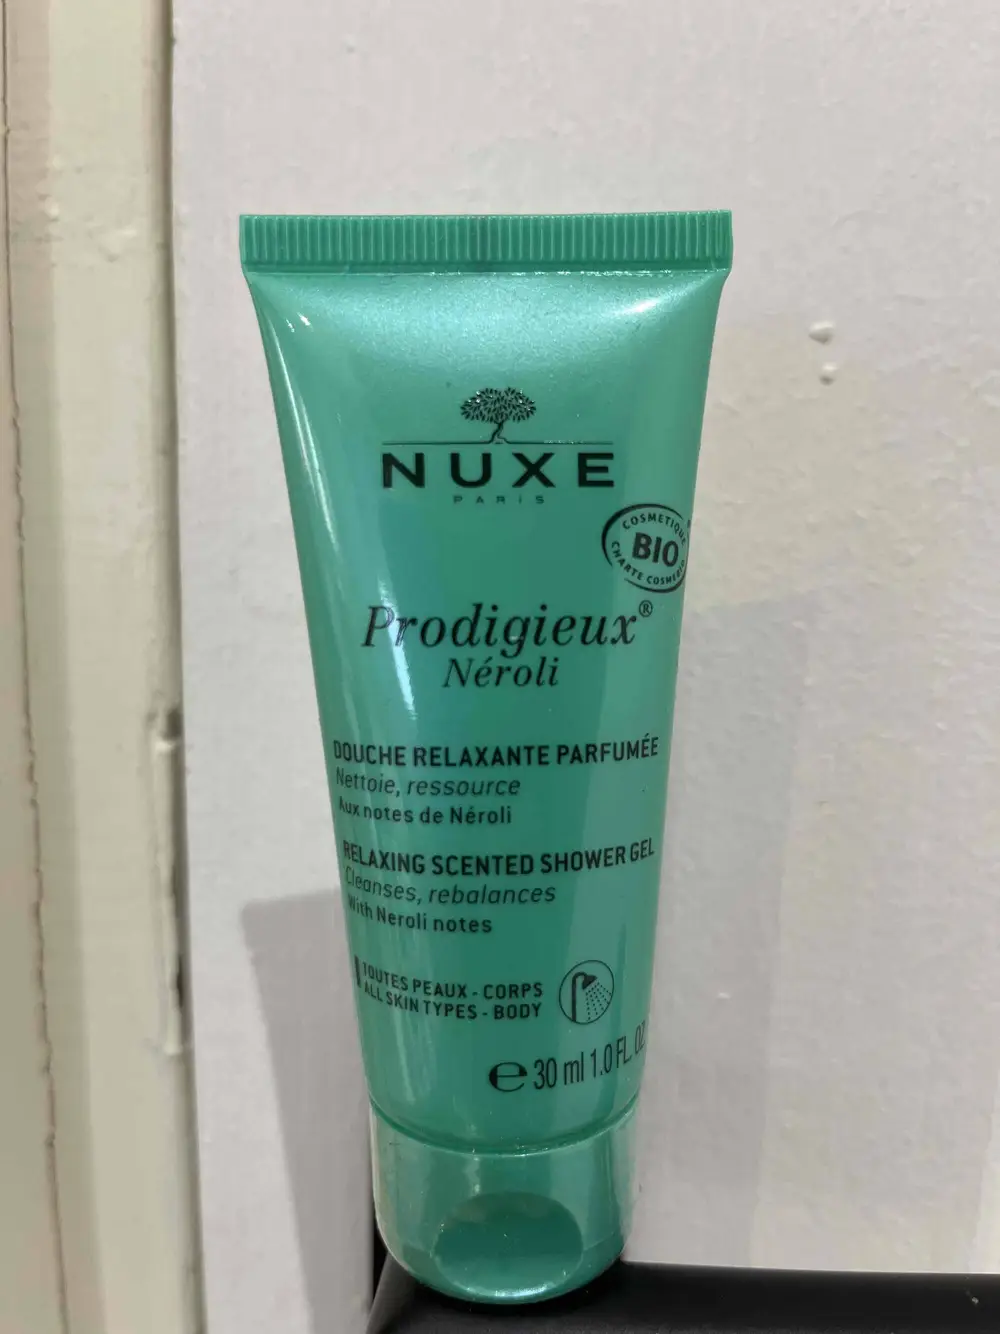 NUXE
PARIS
COSMETIQUE
BIO
CHARTE COSMEBIO
Prodigieux®
Néroli
DOUCHE RELAXANTE PARFUMÉE
Nettoie, ressource
Aux notes de Néroli
RELAXING SCENTED SHOWER GEL
Cleanses, rebalances
With Neroli notes
TOUTES PEAUX - CORPS
ALL SKIN TYPES - BODY
℮ 30 ml 1.0 FL. OZ.